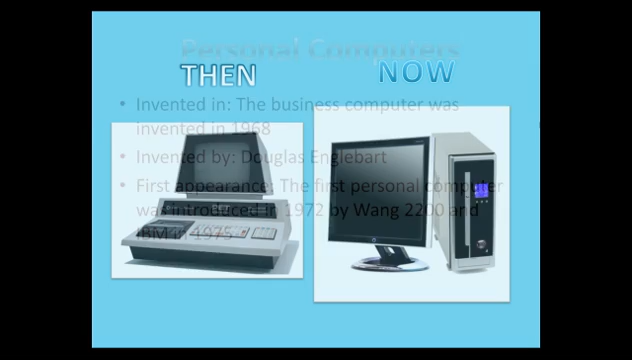 Personal Computers
THEN
NOW
• Invented in: The business computer was
invented in 1968
• Invented by: Douglas Englebart
• First appearance: The first personal computer
was introduced in 1972 by Wang 2200 and
IBM in 1975
PET